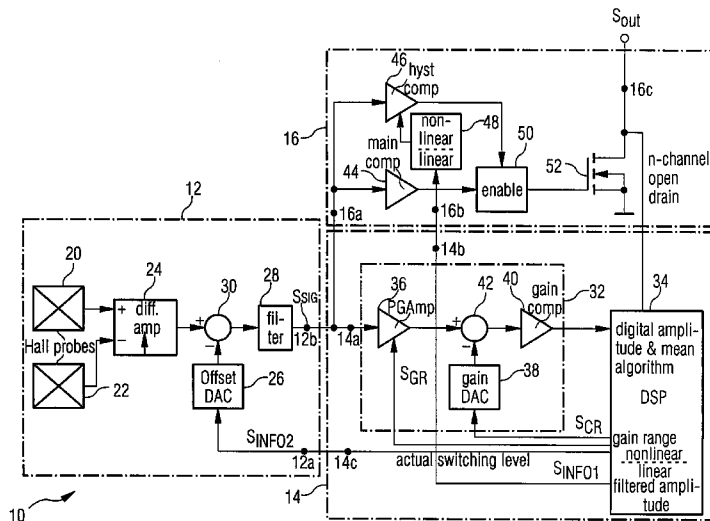 Sout
46
hyst
comp
16c
16
non-
linear
linear
48
main
comp
50
52
n-channel
open
drain
44
enable
12
16a
16b
14b
20
24
30
28
SSIG
36
42
40
gain
comp
32
34
+
−
diff.
amp
+
−
fil-
ter
12b
14a
PGAmp
+
−
digital ampli-
tude & mean
algorithm
DSP
Hall probes
22
Offset
DAC
26
SGR
gain
DAC
38
SCR
gain range
nonlinear
linear
filtered ampli-
tude
SINFO2
12a
14c
actual switching level
SINFO1
10
14